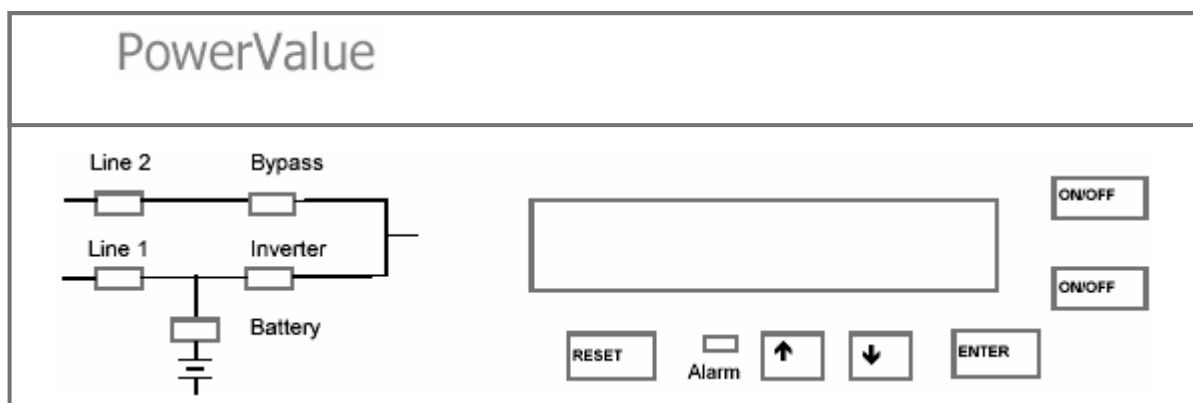 PowerValue
Line 2 Bypass
Line 1 Inverter
Battery
ON/OFF
ON/OFF
RESET Alarm ↑ ↓ ENTER